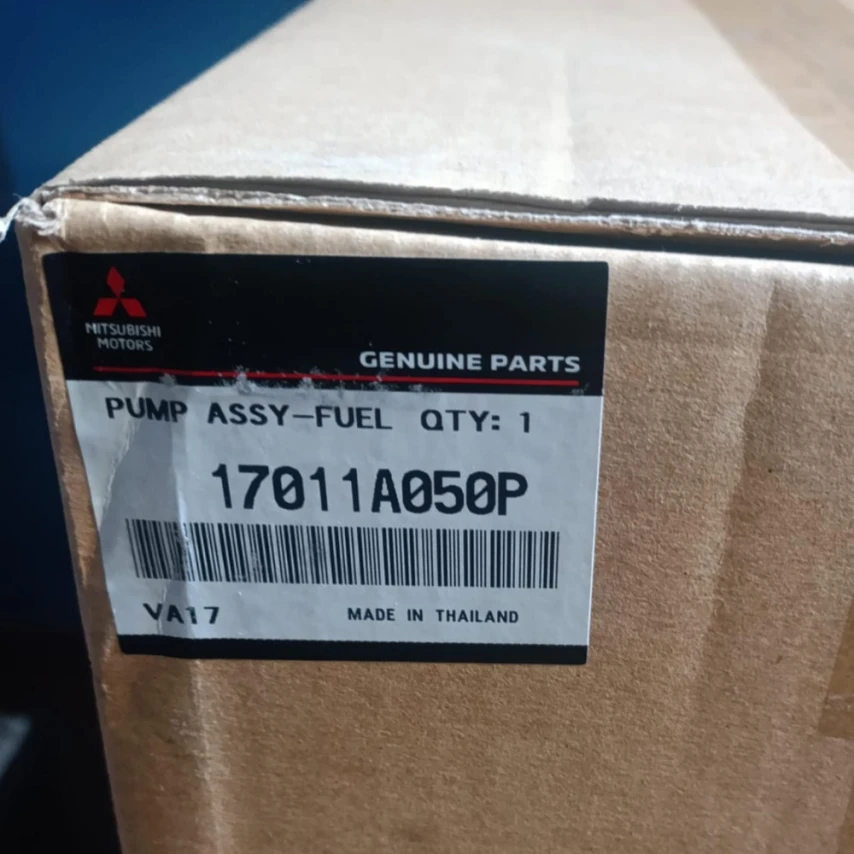 MITSUBISHI
MOTORS
GENUINE PARTS
PUMP ASSY-FUEL QTY: 1
17011A050P
VA17 MADE IN THAILAND